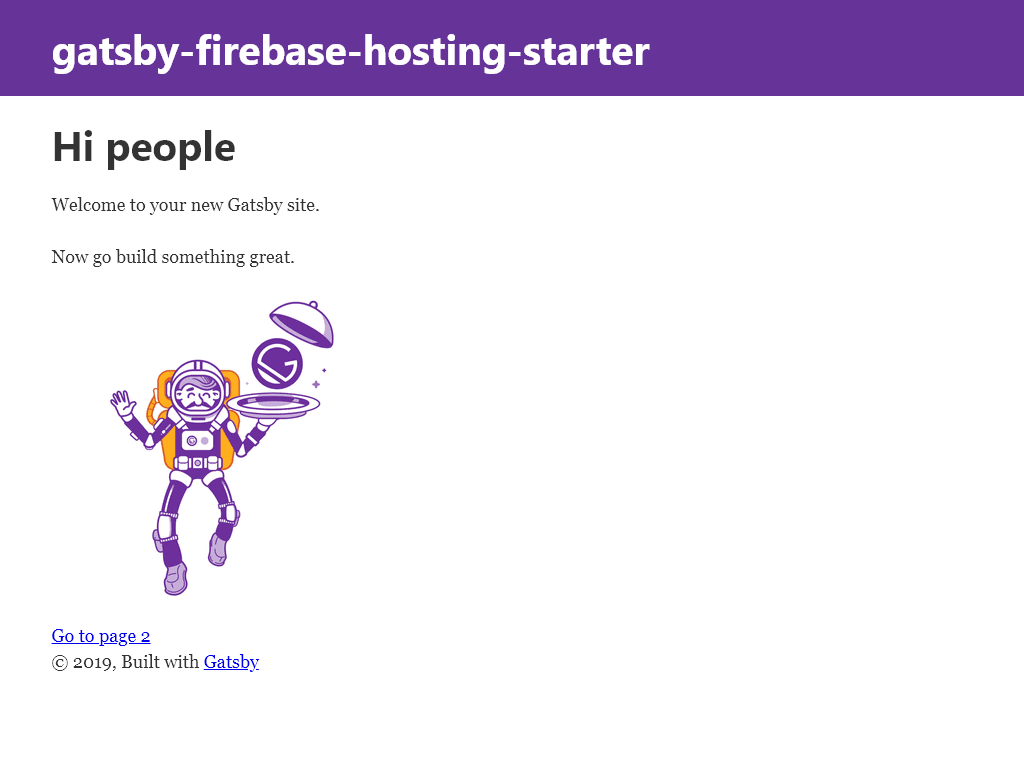 gatsby-firebase-hosting-starter
Hi people
Welcome to your new Gatsby site.
Now go build something great.
Go to page 2
© 2019, Built with Gatsby